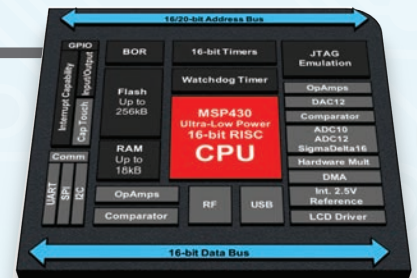 16/20-bit Address Bus
GPIO
Interrupt Capability
Input/Output
Cap Touch
BOR
16-bit Timers
JTAG
Emulation
Flash
Up to
256kB
Watchdog Timer
MSP430
Ultra-Low Power
16-bit RISC
CPU
OpAmps
DAC12
Comparator
ADC10
ADC12
SigmaDelta16
Hardware Mult
DMA
Int. 2.5V
Reference
LCD Driver
RAM
Up to
18kB
Comm
UART
SPI
I2C
OpAmps
Comparator
RF
USB
16-bit Data Bus